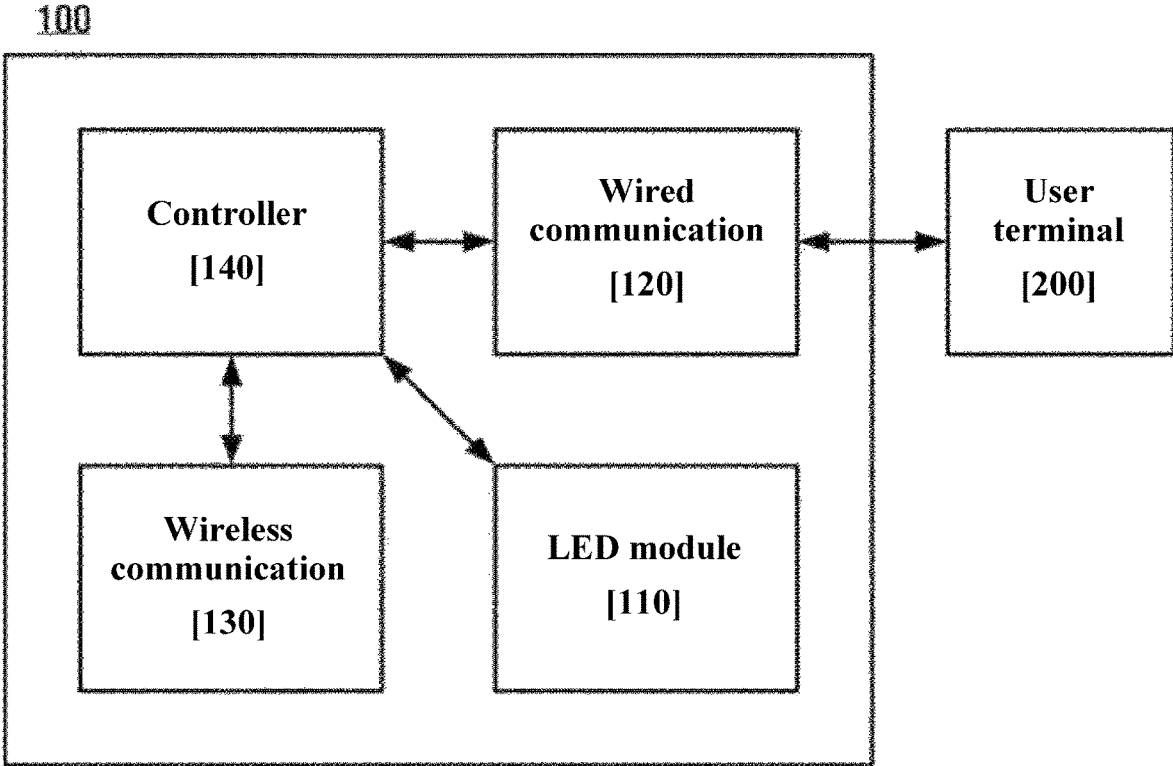 100
Controller
[140]
Wired
communication
[120]
User
terminal
[200]
Wireless
communication
[130]
LED module
[110]